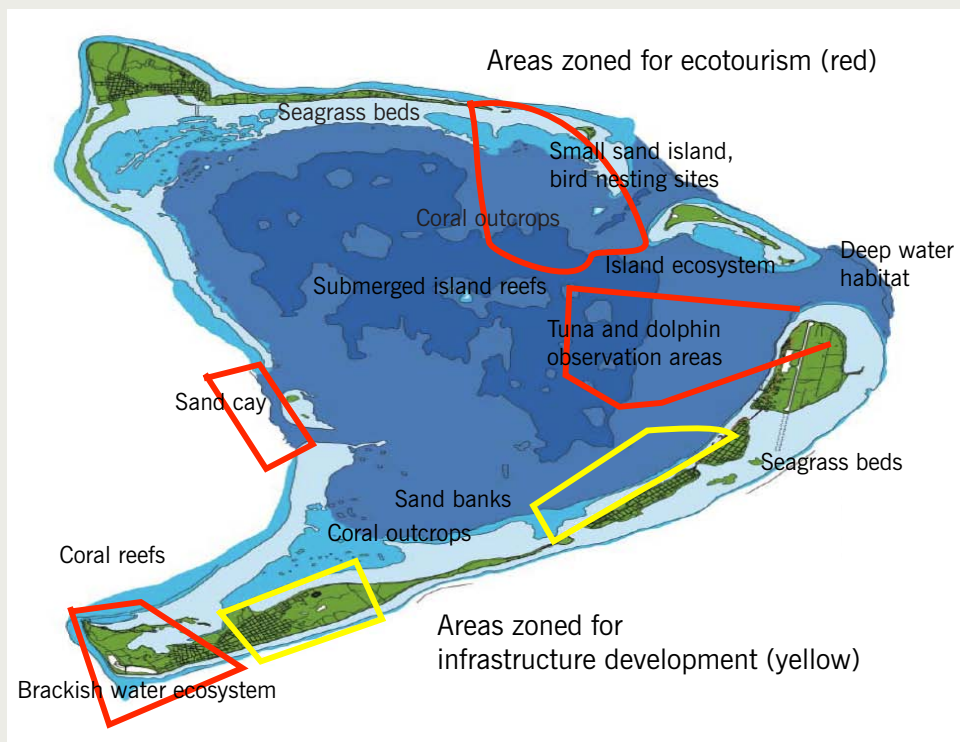 Areas zoned for ecotourism (red)
Seagrass beds
Small sand island,
bird nesting sites
Coral outcrops
Island ecosystem
Deep water
habitat
Submerged island reefs
Tuna and dolphin
observation areas
Sand cay
Seagrass beds
Sand banks
Coral outcrops
Coral reefs
Areas zoned for
infrastructure development (yellow)
Brackish water ecosystem